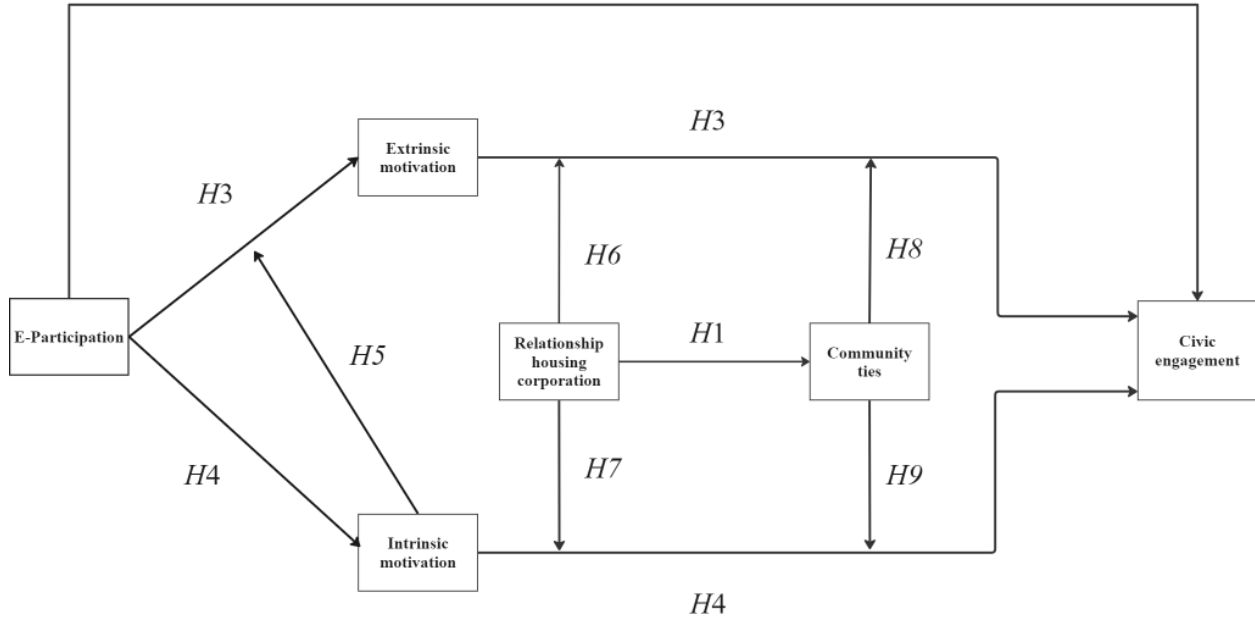 H3
Extrinsic
motivation
H3
H6
H8
E-Participation
H5
Relationship
housing
corporation
H1
Community
ties
Civic
engagement
H4
H7
H9
Intrinsic
motivation
H4